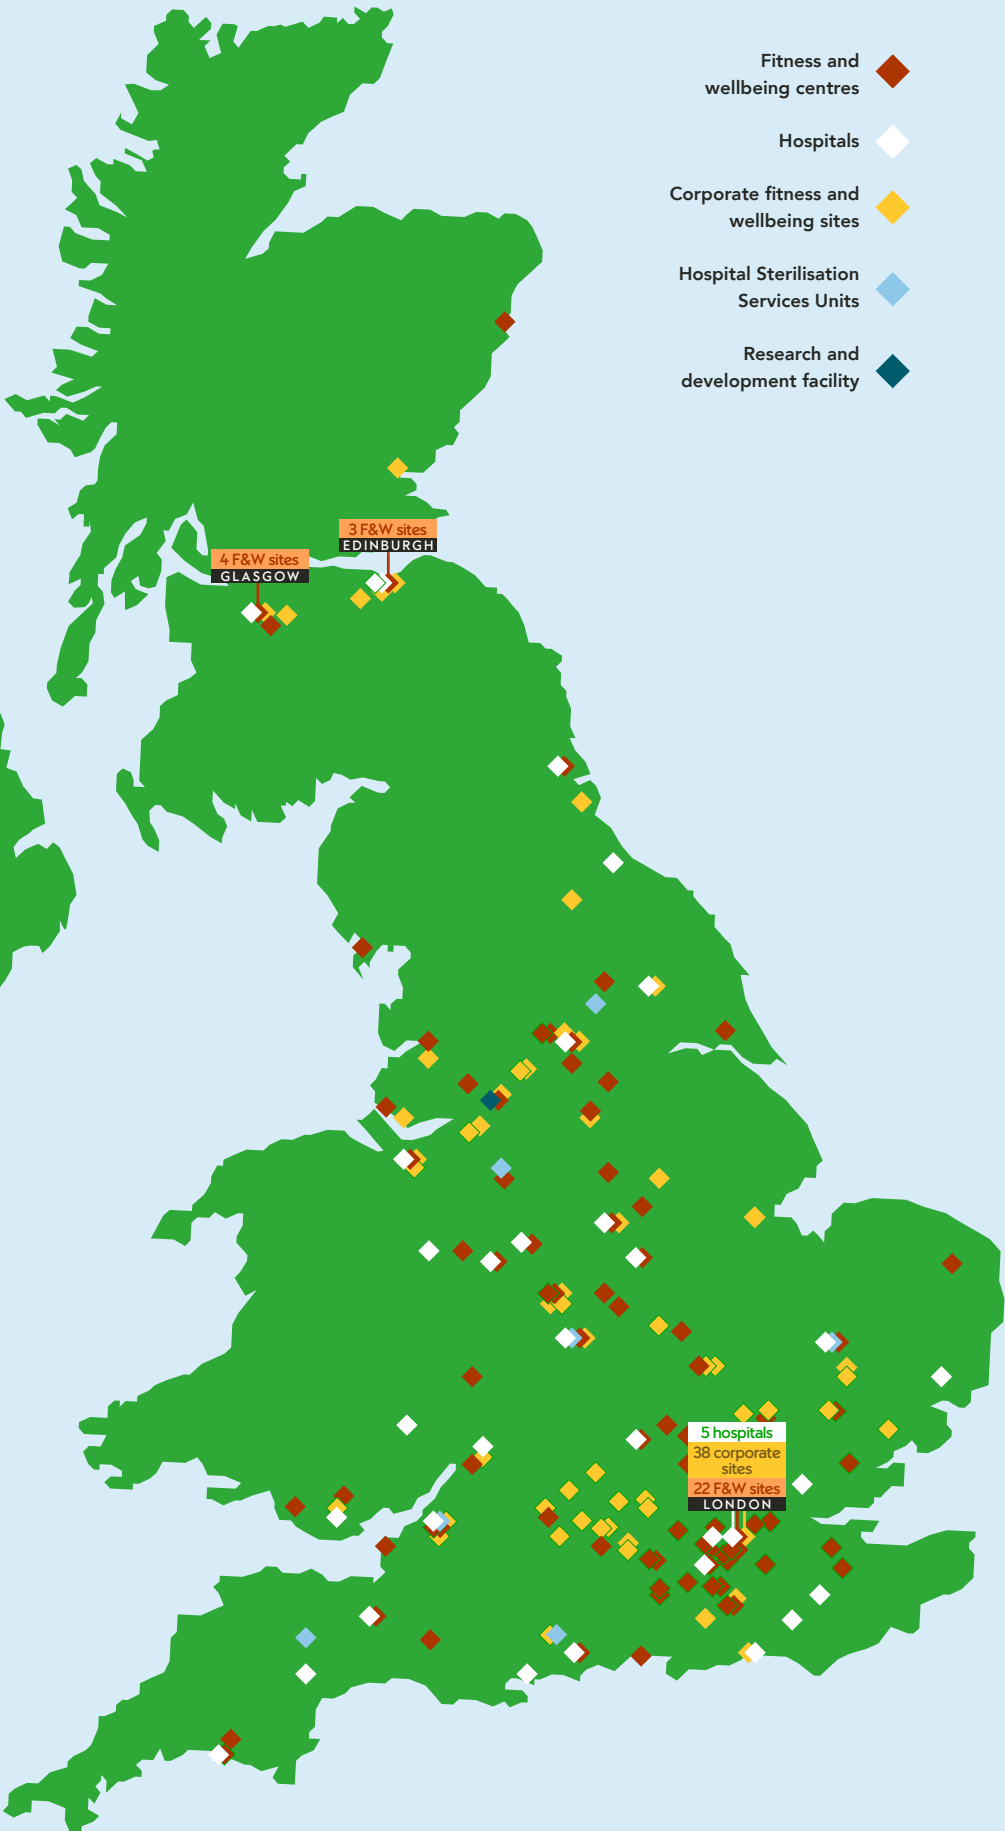 Fitness and
wellbeing centres
Hospitals
Corporate fitness and
wellbeing sites
Hospital Sterilisation
Services Units
Research and
development facility
3 F&W sites
EDINBURGH
4 F&W sites
GLASGOW
5 hospitals
38 corporate
sites
22 F&W sites
LONDON